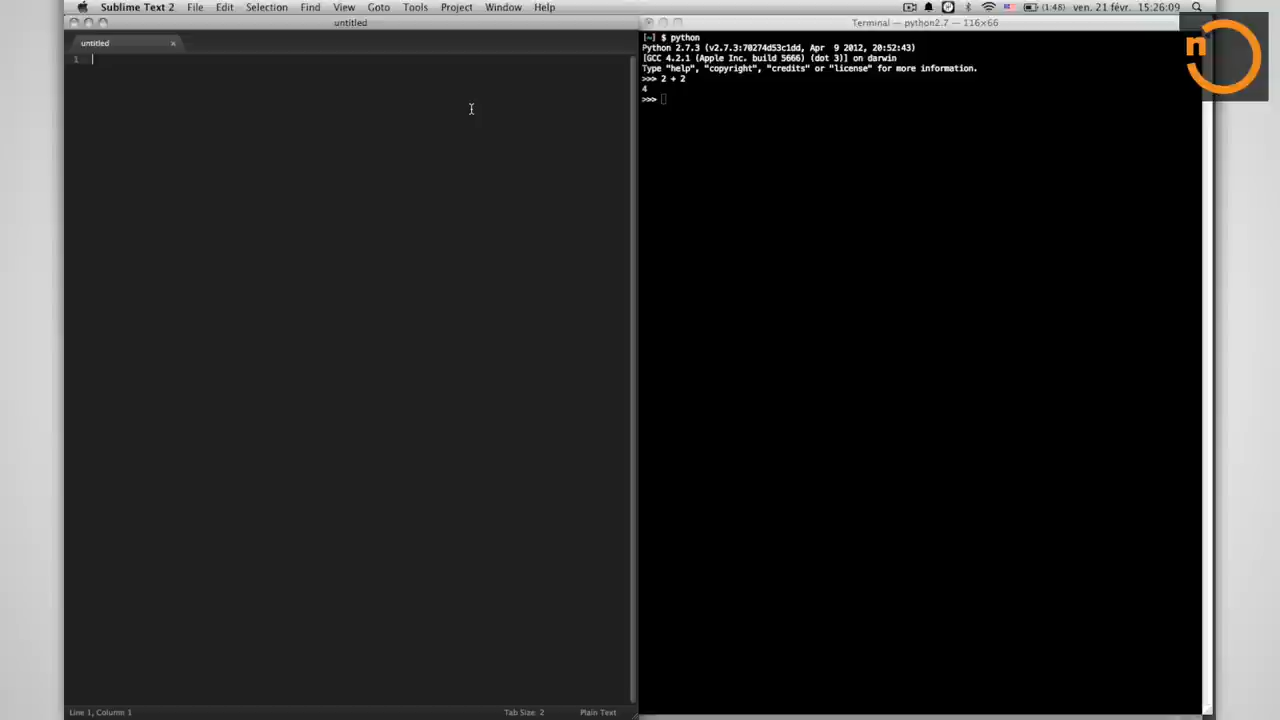 Sublime Text 2 File Edit Selection Find View Goto Tools Project Window Help (1:48) ven. 21 févr. 15:26:09
untitled
Terminal — python2.7 — 116×66
n
untitled
1
[~] $ python
Python 2.7.3 (v2.7.3:70274d53c1dd, Apr  9 2012, 20:52:43)
[GCC 4.2.1 (Apple Inc. build 5666) (dot 3)] on darwin
Type "help", "copyright", "credits" or "license" for more information.
>>> 2 + 2
4
>>>
Line 1, Column 1 Tab Size: 2 Plain Text